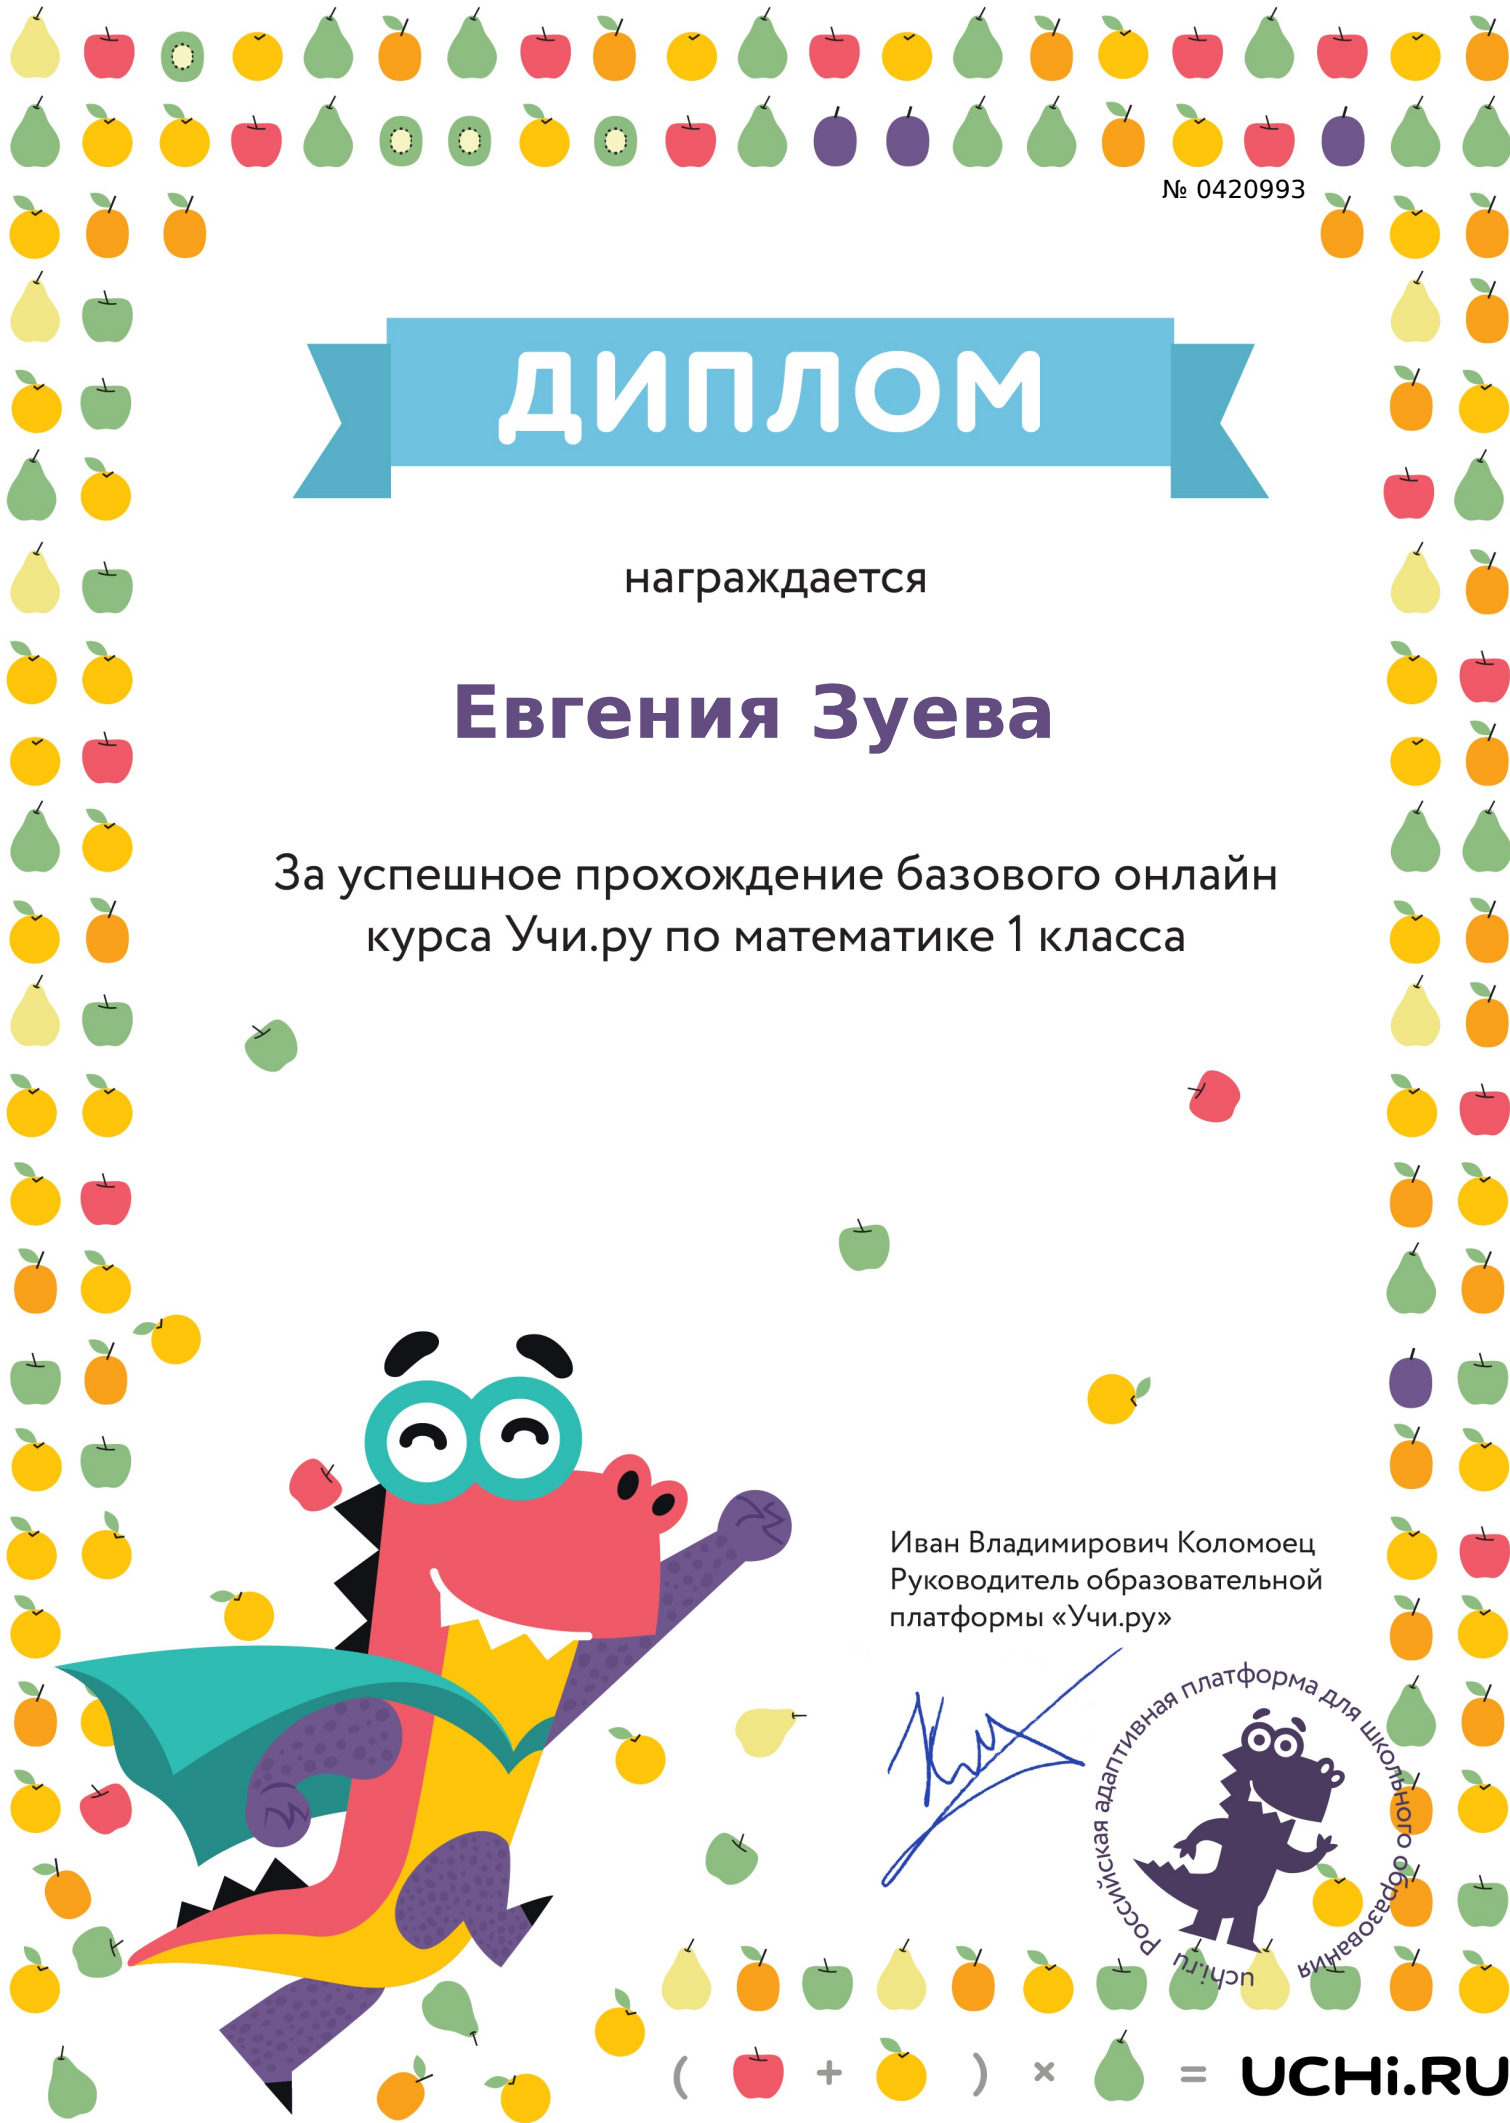 № 0420993
ДИПЛОМ
награждается
Евгения Зуева
За успешное прохождение базового онлайн
курса Учи.ру по математике 1 класса
Иван Владимирович Коломоец
Руководитель образовательной
платформы «Учи.ру»
российская адаптивная платформа для школьного образования
uchi.ru
( + ) × = UCHi.RU